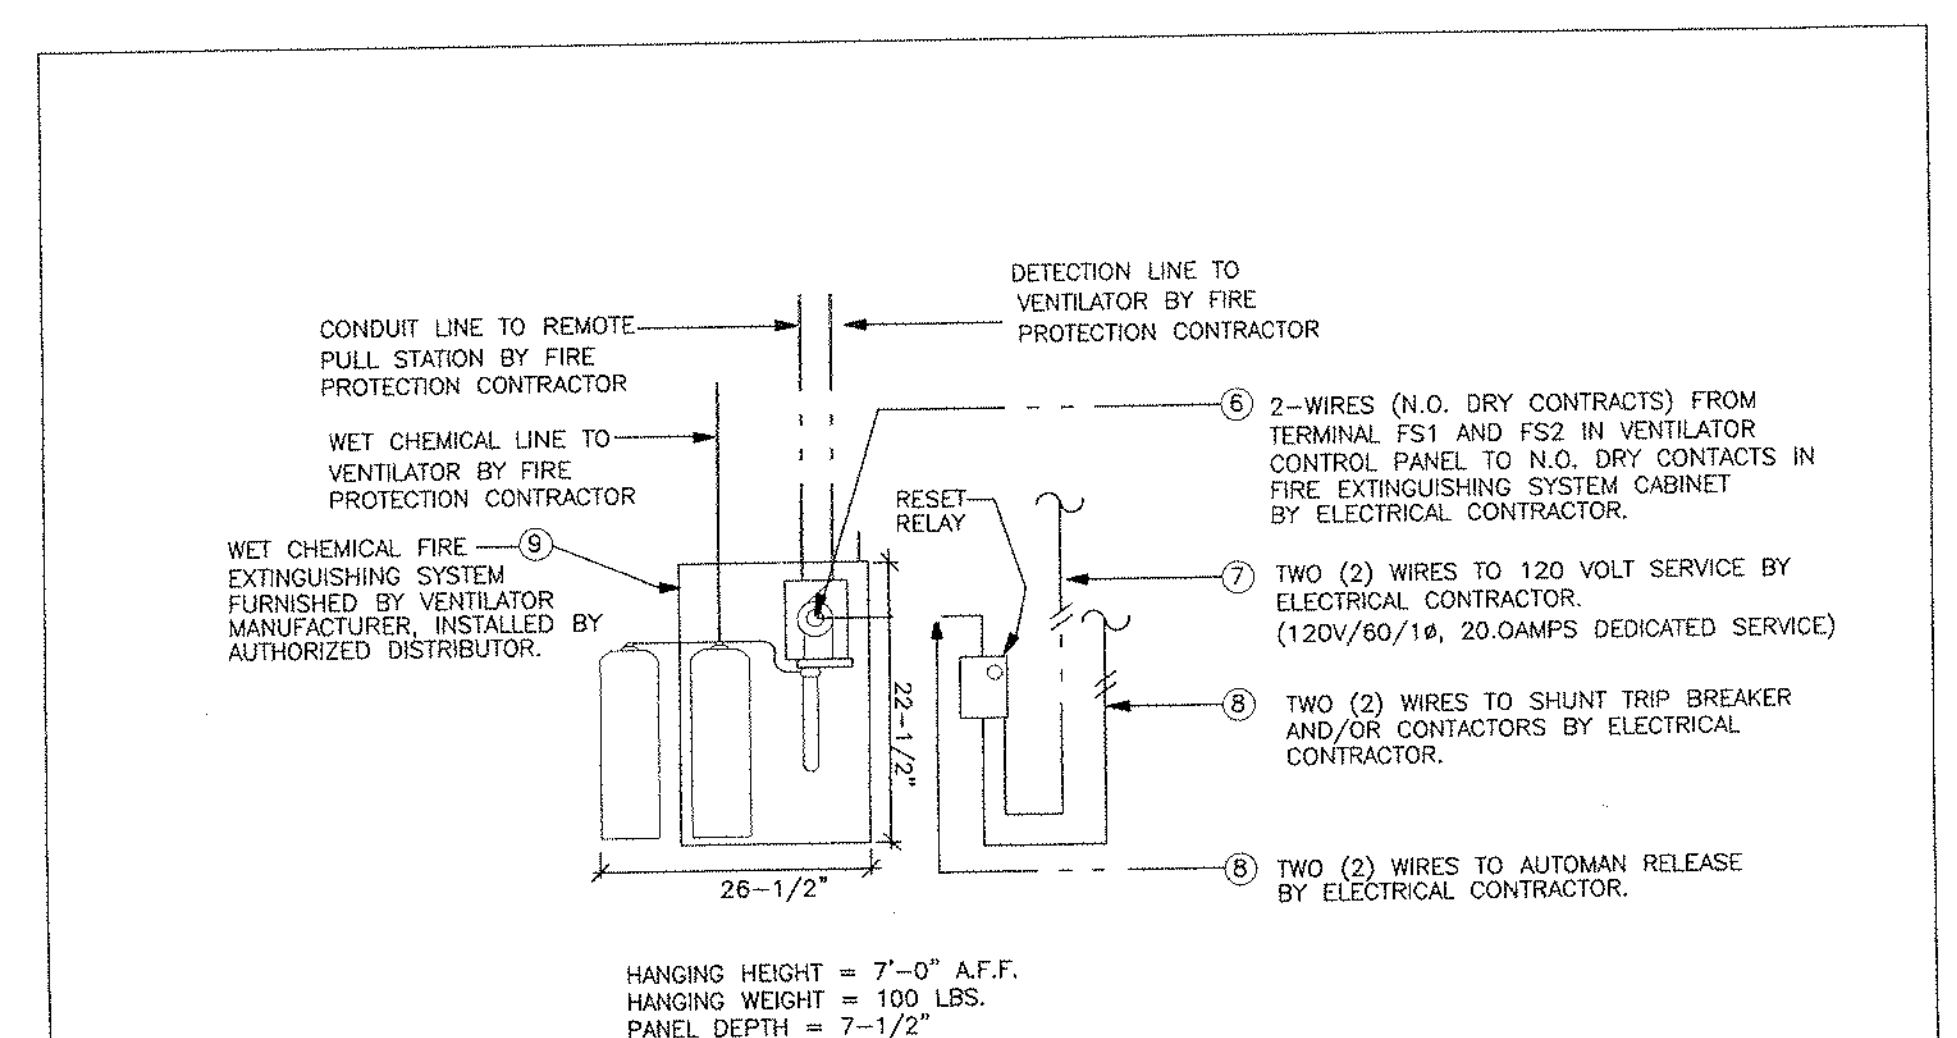 DETECTION LINE TO
VENTILATOR BY FIRE
PROTECTION CONTRACTOR
CONDUIT LINE TO REMOTE
PULL STATION BY FIRE
PROTECTION CONTRACTOR
WET CHEMICAL LINE TO
VENTILATOR BY FIRE
PROTECTION CONTRACTOR
6 2-WIRES (N.O. DRY CONTRACTS) FROM
TERMINAL FS1 AND FS2 IN VENTILATOR
CONTROL PANEL TO N.O. DRY CONTACTS IN
FIRE EXTINGUISHING SYSTEM CABINET
BY ELECTRICAL CONTRACTOR.
RESET
RELAY
WET CHEMICAL FIRE 9
EXTINGUISHING SYSTEM
FURNISHED BY VENTILATOR
MANUFACTURER, INSTALLED BY
AUTHORIZED DISTRIBUTOR.
7 TWO (2) WIRES TO 120 VOLT SERVICE BY
ELECTRICAL CONTRACTOR.
(120V/60/1ø, 20.0AMPS DEDICATED SERVICE)
22-1/2"
8 TWO (2) WIRES TO SHUNT TRIP BREAKER
AND/OR CONTACTORS BY ELECTRICAL
CONTRACTOR.
26-1/2"
8 TWO (2) WIRES TO AUTOMAN RELEASE
BY ELECTRICAL CONTRACTOR.
HANGING HEIGHT = 7'-0" A.F.F.
HANGING WEIGHT = 100 LBS.
PANEL DEPTH = 7-1/2"